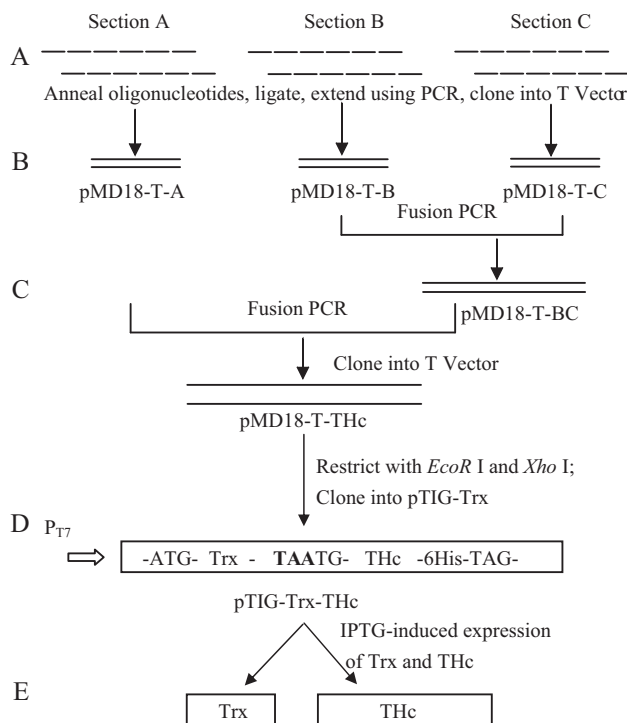 Section A Section B Section C
A
Anneal oligonucleotides, ligate, extend using PCR, clone into T Vector
B
pMD18-T-A pMD18-T-B pMD18-T-C
Fusion PCR
C
pMD18-T-BC
Fusion PCR
Clone into T Vector
pMD18-T-THc
Restrict with EcoR I and Xho I;
Clone into pTIG-Trx
D PT7
-ATG- Trx - TAATG- THc -6His-TAG-
pTIG-Trx-THc
IPTG-induced expression
of Trx and THc
E Trx THc